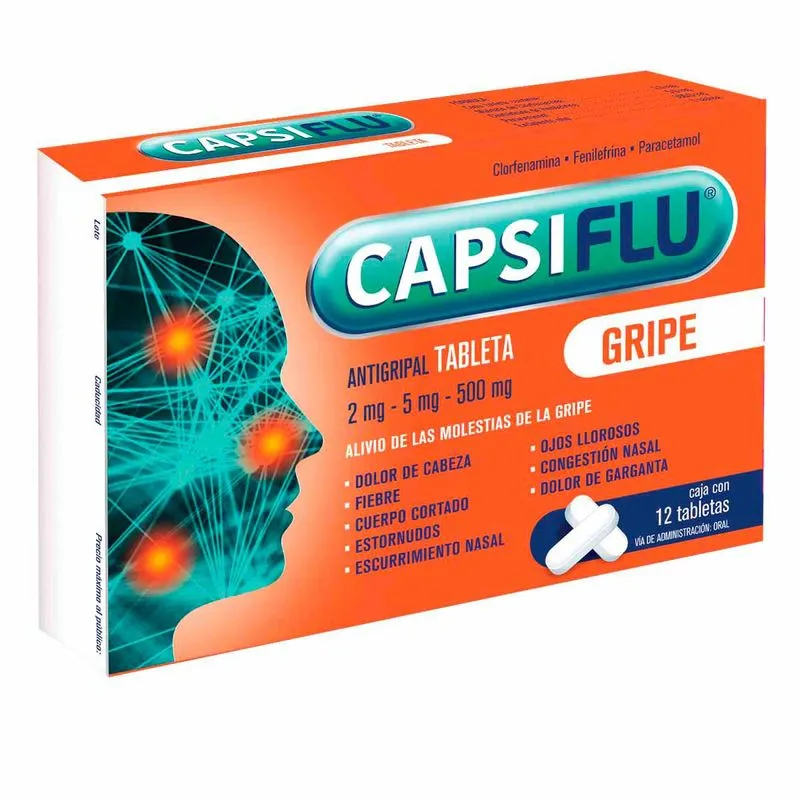 CAPSIFLU®
TABLETA
Clorfenamina • Fenilefrina • Paracetamol
CAPSIFLU®
GRIPE
ANTIGRIPAL TABLETA
2 mg - 5 mg - 500 mg
ALIVIO DE LAS MOLESTIAS DE LA GRIPE
• DOLOR DE CABEZA
• FIEBRE
• CUERPO CORTADO
• ESTORNUDOS
• ESCURRIMIENTO NASAL
• OJOS LLOROSOS
• CONGESTIÓN NASAL
• DOLOR DE GARGANTA
caja con
12 tabletas
VÍA DE ADMINISTRACIÓN: ORAL
Lote
Caducidad
Precio máximo al público: